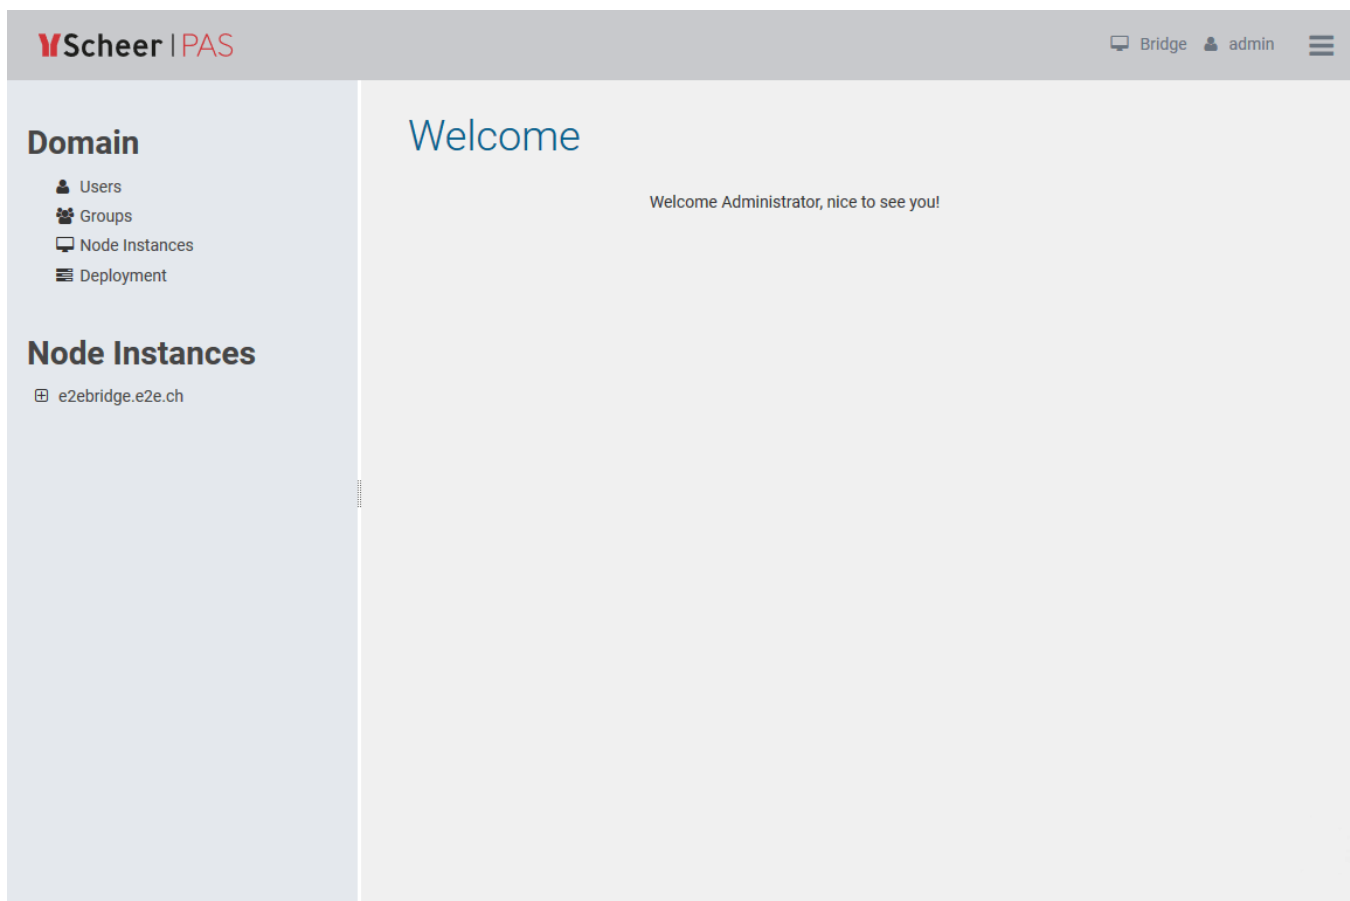 Scheer | PAS
Bridge admin
Domain
Users
Groups
Node Instances
Deployment
Node Instances
e2ebridge.e2e.ch
Welcome
Welcome Administrator, nice to see you!